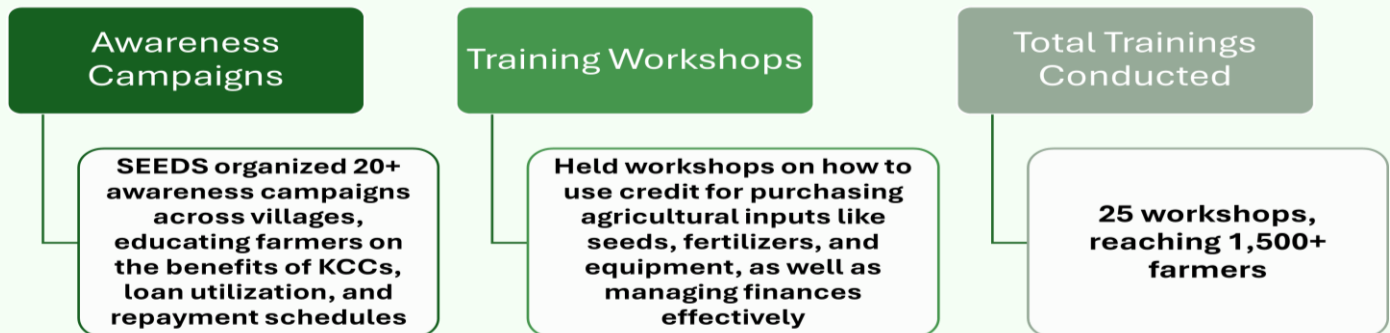 Awareness
Campaigns
SEEDS organized 20+
awareness campaigns
across villages,
educating farmers on
the benefits of KCCs,
loan utilization, and
repayment schedules
Training Workshops
Held workshops on how to
use credit for purchasing
agricultural inputs like
seeds, fertilizers, and
equipment, as well as
managing finances
effectively
Total Trainings
Conducted
25 workshops,
reaching 1,500+
farmers